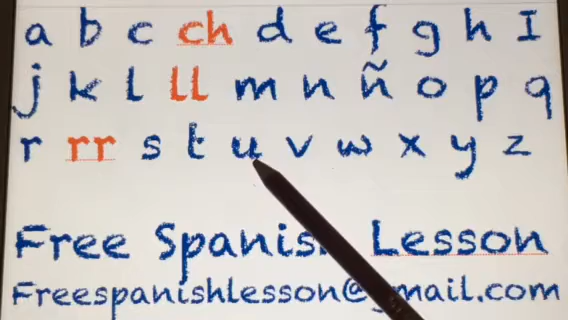 a b c ch d e f g h I
j k l ll m n ñ o p q
r rr s t u v w x y z
Free Spanish Lesson
Freespanishlesson@gmail.com